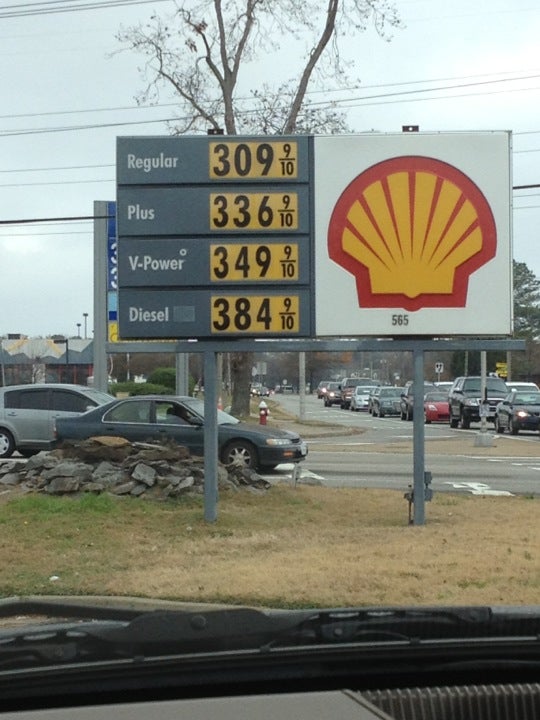 Regular 309 9/10
Plus 336 9/10
V-Power 349 9/10
Diesel 384 9/10
565